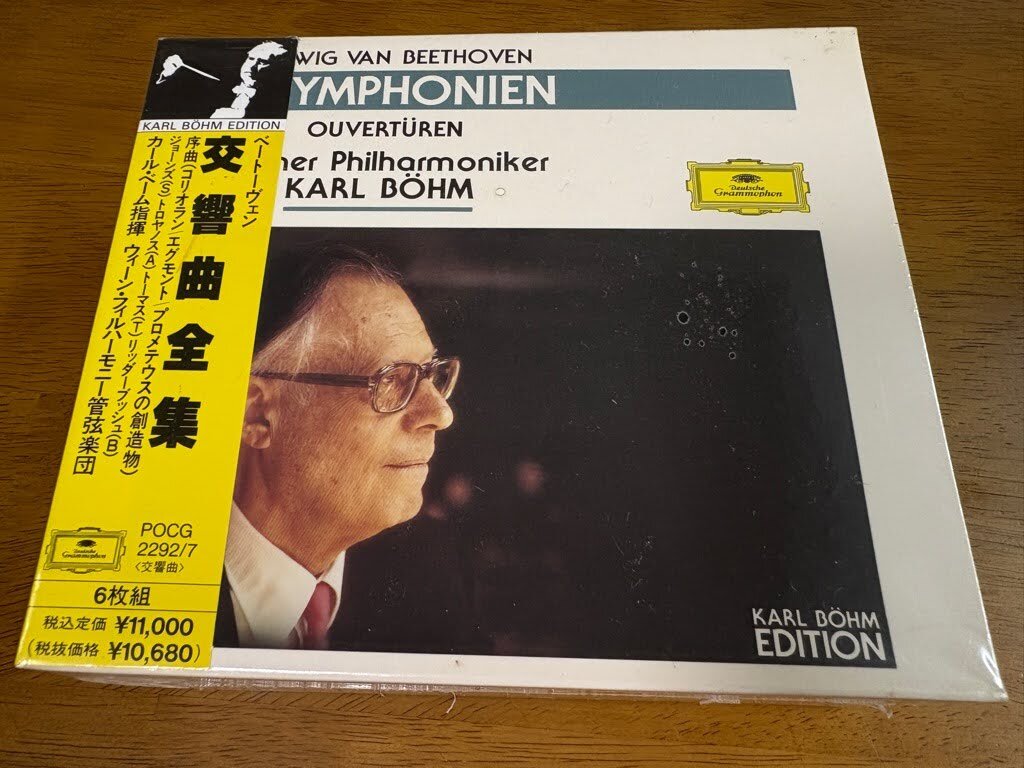 KARL BÖHM EDITION
ベートーヴェン
交響曲全集
序曲(コリオラン/エグモント/プロメテウスの創造物)
ジョーンズ(S)トロヤノス(A)トーマス(T)リッダーブッシュ(B)
カール・ベーム指揮 ウィーン・フィルハーモニー管弦楽団
Deutsche
Grammophon
POCG
2292/7
〈交響曲〉
6枚組
税込定価 ¥11,000
(税抜価格 ¥10,680)
WIG VAN BEETHOVEN
YMPHONIEN
OUVERTÜREN
ner Philharmoniker
KARL BÖHM
Deutsche
Grammophon
KARL BÖHM
EDITION